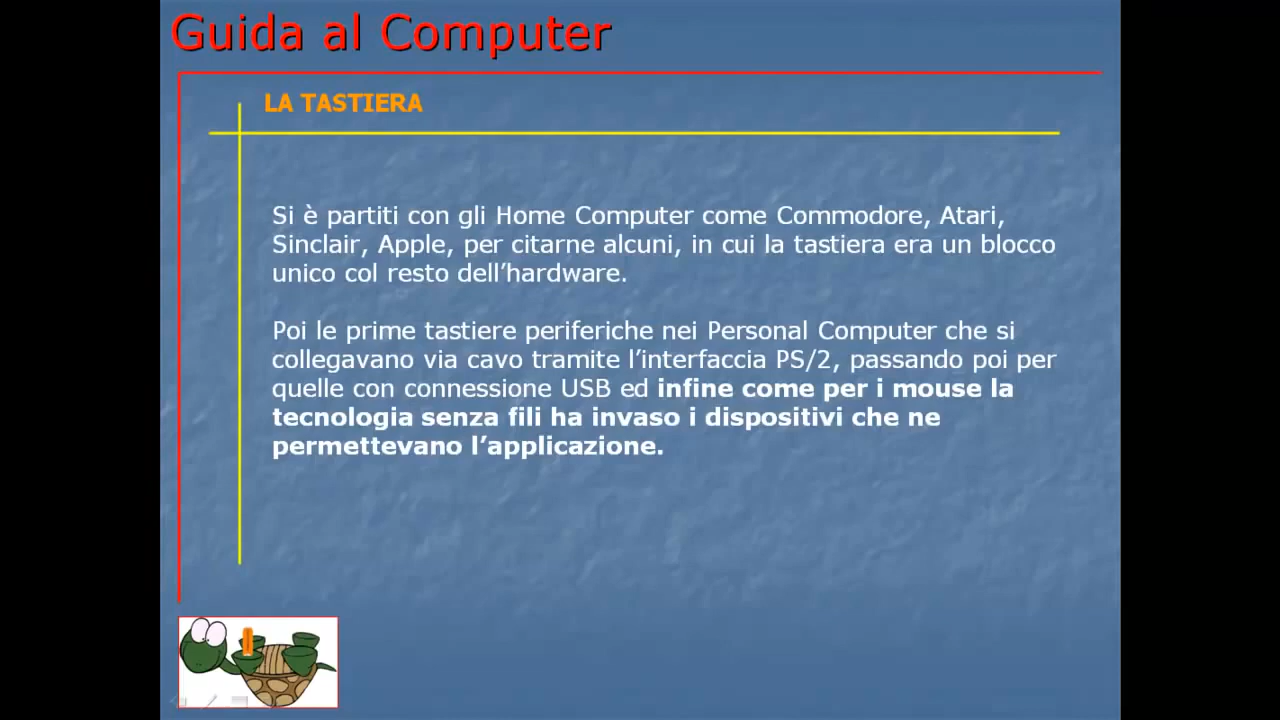 Guida al Computer
LA TASTIERA
Si è partiti con gli Home Computer come Commodore, Atari,
Sinclair, Apple, per citarne alcuni, in cui la tastiera era un blocco
unico col resto dell’hardware.
Poi le prime tastiere periferiche nei Personal Computer che si
collegavano via cavo tramite l’interfaccia PS/2, passando poi per
quelle con connessione USB ed infine come per i mouse la
tecnologia senza fili ha invaso i dispositivi che ne
permettevano l’applicazione.